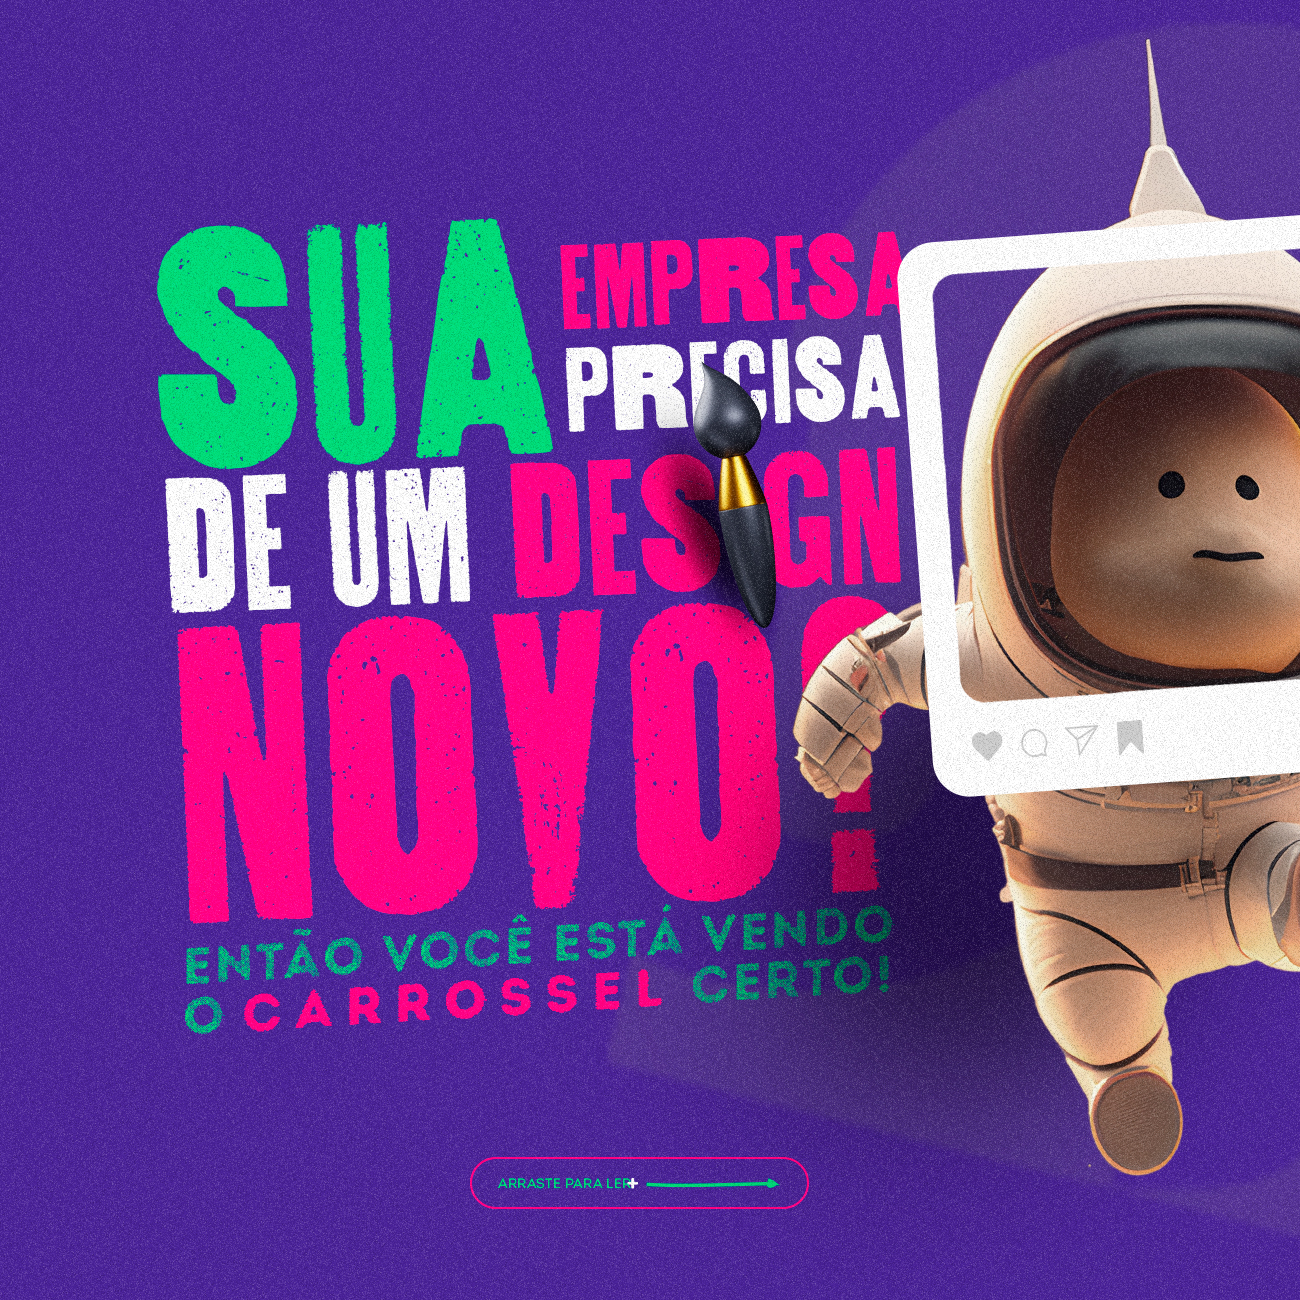 SUA EMPRESA
PRECISA
DE UM DESIGN
NOVO?
ENTÃO VOCÊ ESTÁ VENDO
O CARROSSEL CERTO!
ARRASTE PARA LER+